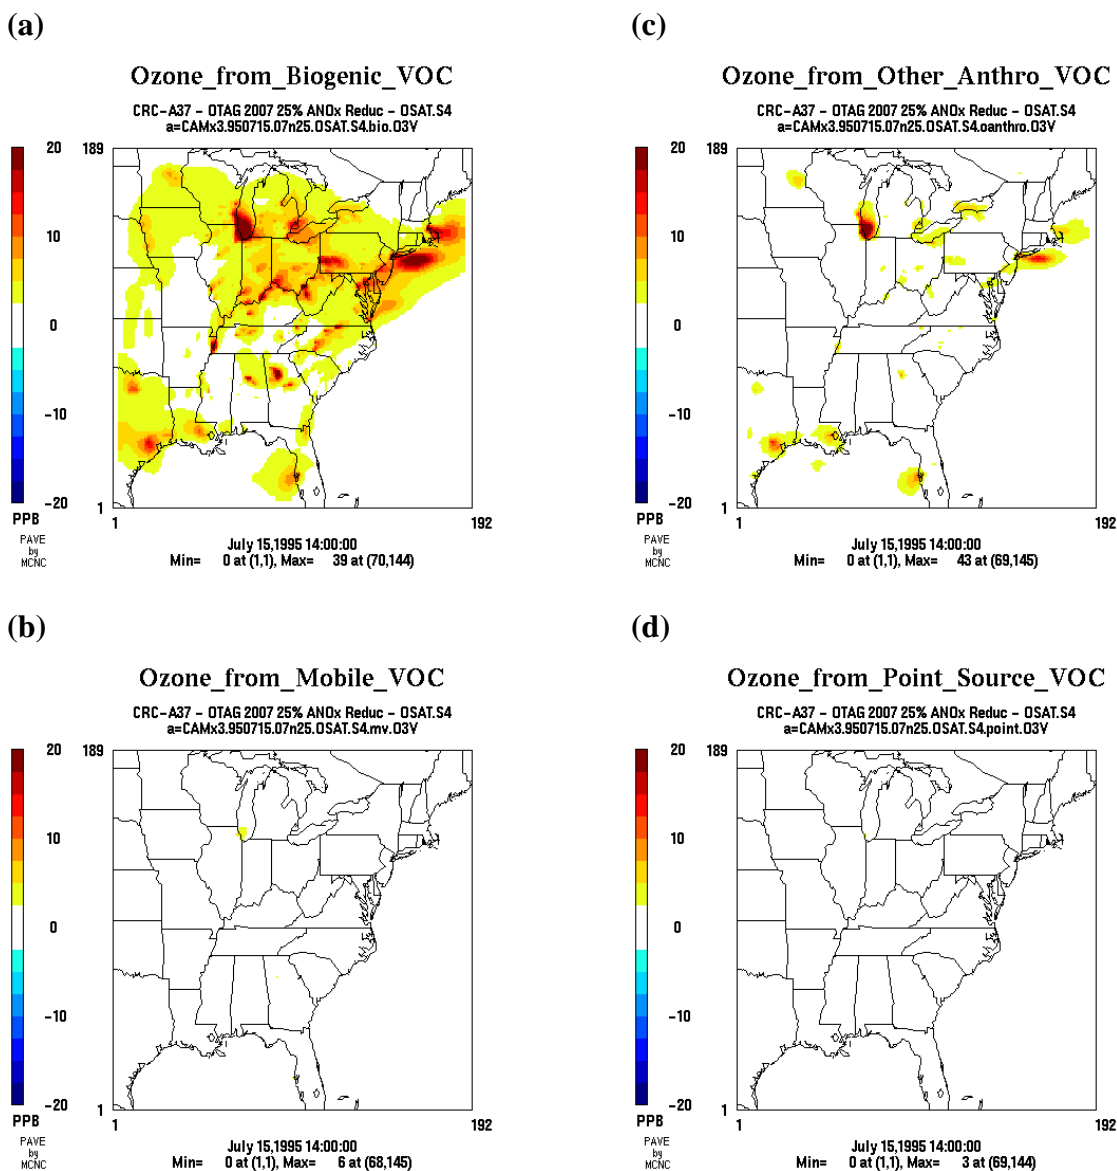 (a)
Ozone_from_Biogenic_VOC
CRC-A37 - OTAG 2007 25% ANOx Reduc - OSAT.S4
a=CAMx3.950715.07n25.OSAT.S4.bio.O3Y
20
10
0
-10
-20
PPB
PAVE
by
MCNC
189
1
1
192
July 15,1995 14:00:00
Min= 0 at (1,1), Max= 39 at (70,144)
(c)
Ozone_from_Other_Anthro_VOC
CRC-A37 - OTAG 2007 25% ANOx Reduc - OSAT.S4
a=CAMx3.950715.07n25.OSAT.S4.oanthro.O3Y
20
10
0
-10
-20
PPB
PAVE
by
MCNC
189
1
1
192
July 15,1995 14:00:00
Min= 0 at (1,1), Max= 43 at (69,145)
(b)
Ozone_from_Mobile_VOC
CRC-A37 - OTAG 2007 25% ANOx Reduc - OSAT.S4
a=CAMx3.950715.07n25.OSAT.S4.mv.O3Y
20
10
0
-10
-20
PPB
PAVE
by
MCNC
189
1
1
192
July 15,1995 14:00:00
Min= 0 at (1,1), Max= 6 at (68,145)
(d)
Ozone_from_Point_Source_VOC
CRC-A37 - OTAG 2007 25% ANOx Reduc - OSAT.S4
a=CAMx3.950715.07n25.OSAT.S4.point.O3Y
20
10
0
-10
-20
PPB
PAVE
by
MCNC
189
1
1
192
July 15,1995 14:00:00
Min= 0 at (1,1), Max= 3 at (69,144)